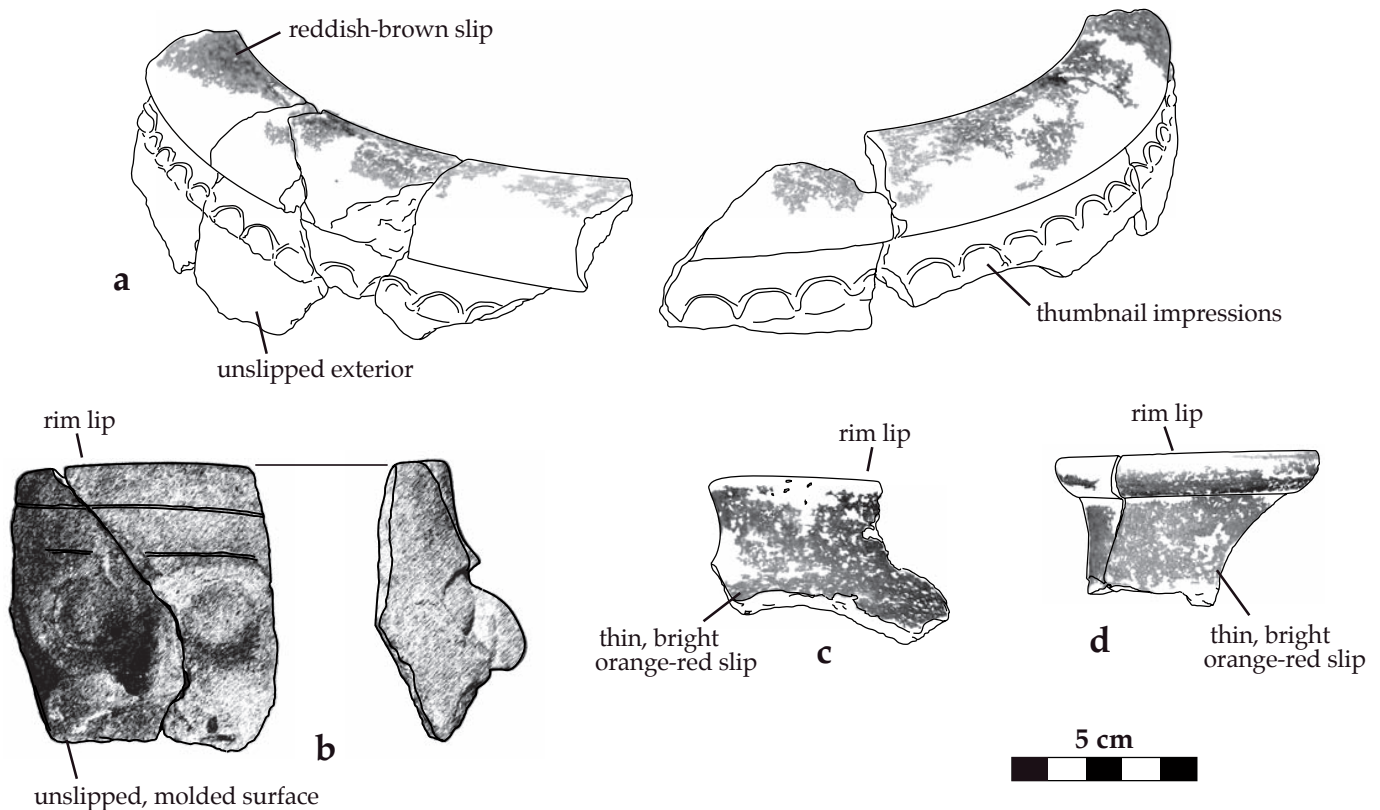 reddish-brown slip
a
thumbnail impressions
unslipped exterior
rim lip
rim lip
rim lip
thin, bright
orange-red slip
c
d
thin, bright
orange-red slip
b
5 cm
unslipped, molded surface